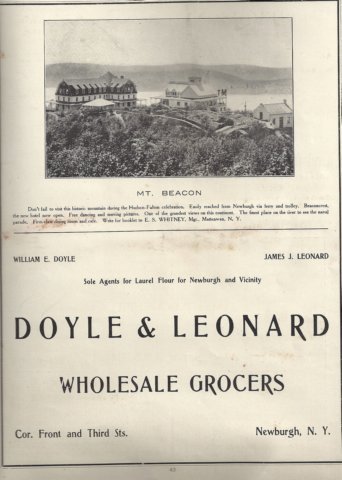 MT. BEACON
Don't fail to visit this historic mountain during the Hudson-Fulton celebration. Easily reached from Newburgh via ferry and trolley. Beaconcrest,
the new hotel now open. Free dancing and moving pictures. One of the grandest views on this continent. The finest place on the river to see the naval
parade. First-class dining room and cafe. Write for booklet to E. S. WHITNEY, Mgr., Matteawan, N. Y.
WILLIAM E. DOYLE JAMES J. LEONARD
Sole Agents for Laurel Flour for Newburgh and Vicinity
DOYLE & LEONARD
WHOLESALE GROCERS
Cor. Front and Third Sts. Newburgh, N. Y.